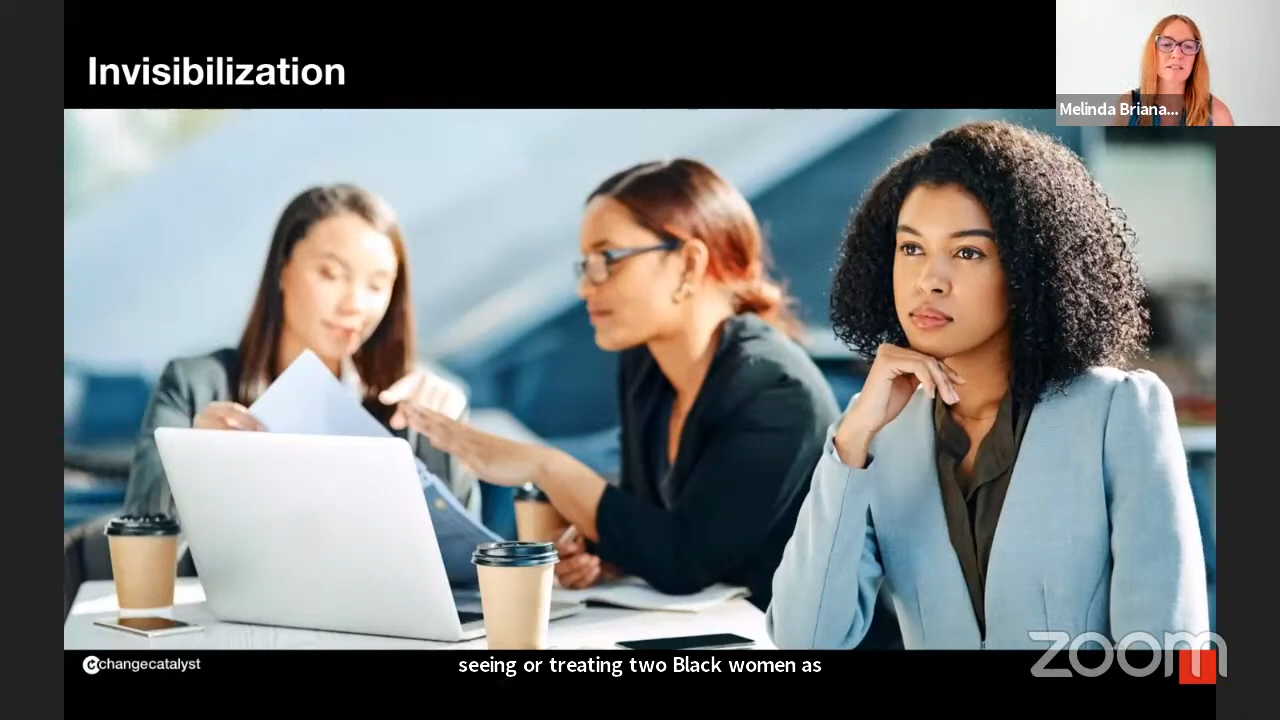 Invisibilization
Melinda Briana...
changecatalyst
seeing or treating two Black women as
zoom